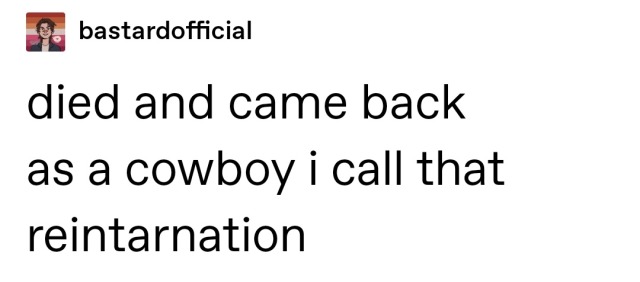 bastardofficial
died and came back
as a cowboy i call that
reintarnation